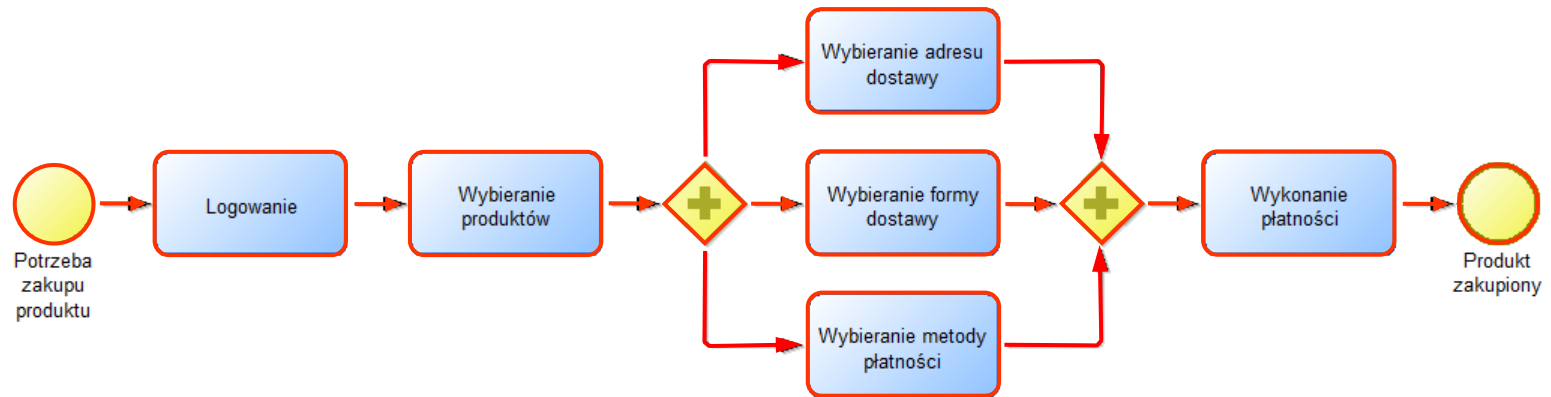 Potrzeba
zakupu
produktu
Logowanie
Wybieranie
produktów
Wybieranie adresu
dostawy
Wybieranie formy
dostawy
Wybieranie metody
płatności
Wykonanie
płatności
Produkt
zakupiony